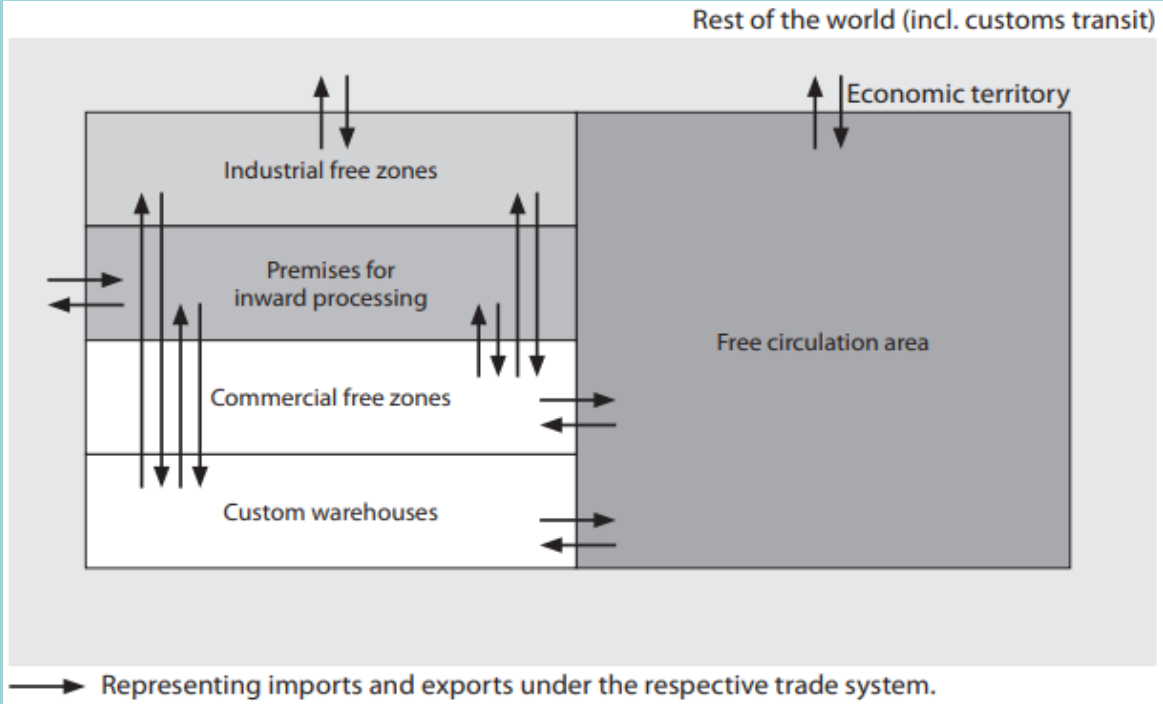 Rest of the world (incl. customs transit)
Economic territory
Industrial free zones
Premises for
inward processing
Free circulation area
Commercial free zones
Custom warehouses
Representing imports and exports under the respective trade system.